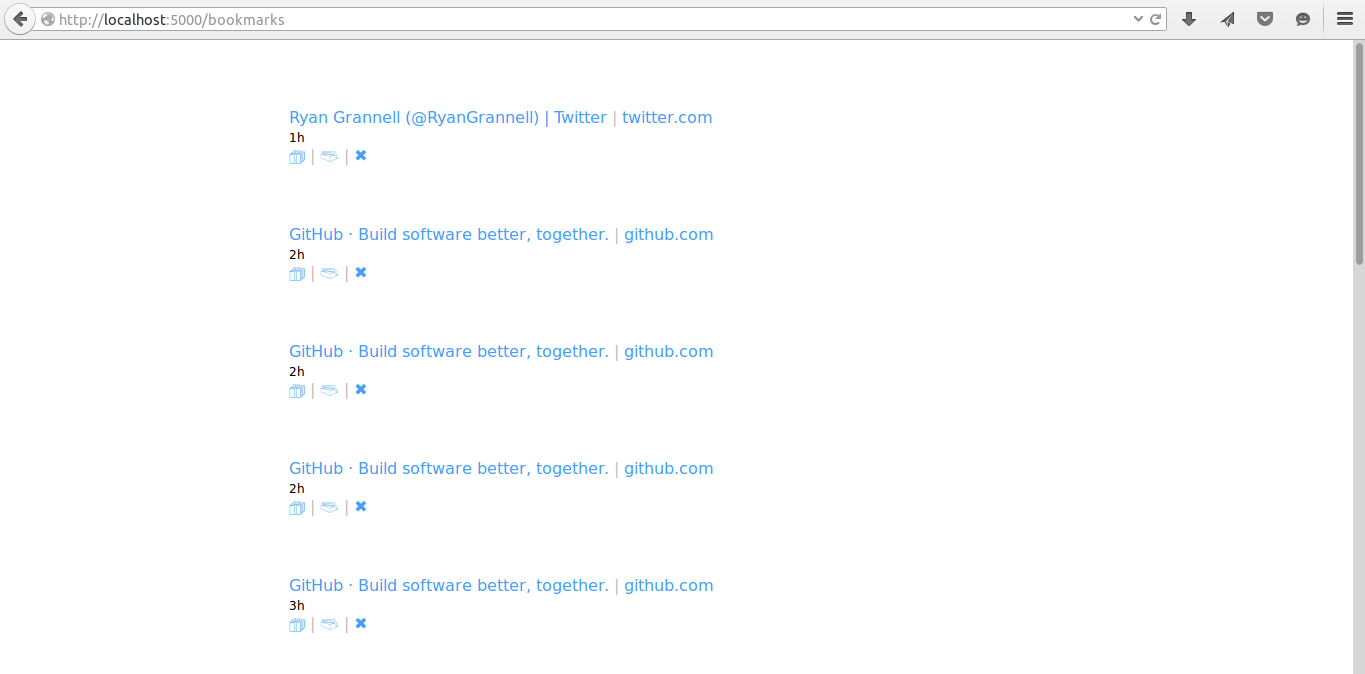 http://localhost:5000/bookmarks
Ryan Grannell (@RyanGrannell) | Twitter | twitter.com
1h
| | ✖
GitHub · Build software better, together. | github.com
2h
| | ✖
GitHub · Build software better, together. | github.com
2h
| | ✖
GitHub · Build software better, together. | github.com
2h
| | ✖
GitHub · Build software better, together. | github.com
3h
| | ✖